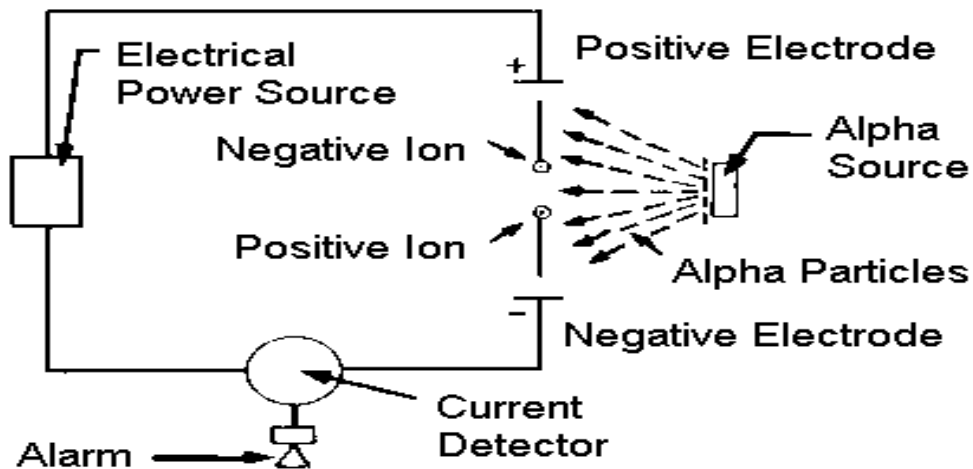 Electrical
Power Source
+
Positive Electrode
Negative Ion
Alpha
Source
Positive Ion
Alpha Particles
-
Negative Electrode
Current
Detector
Alarm